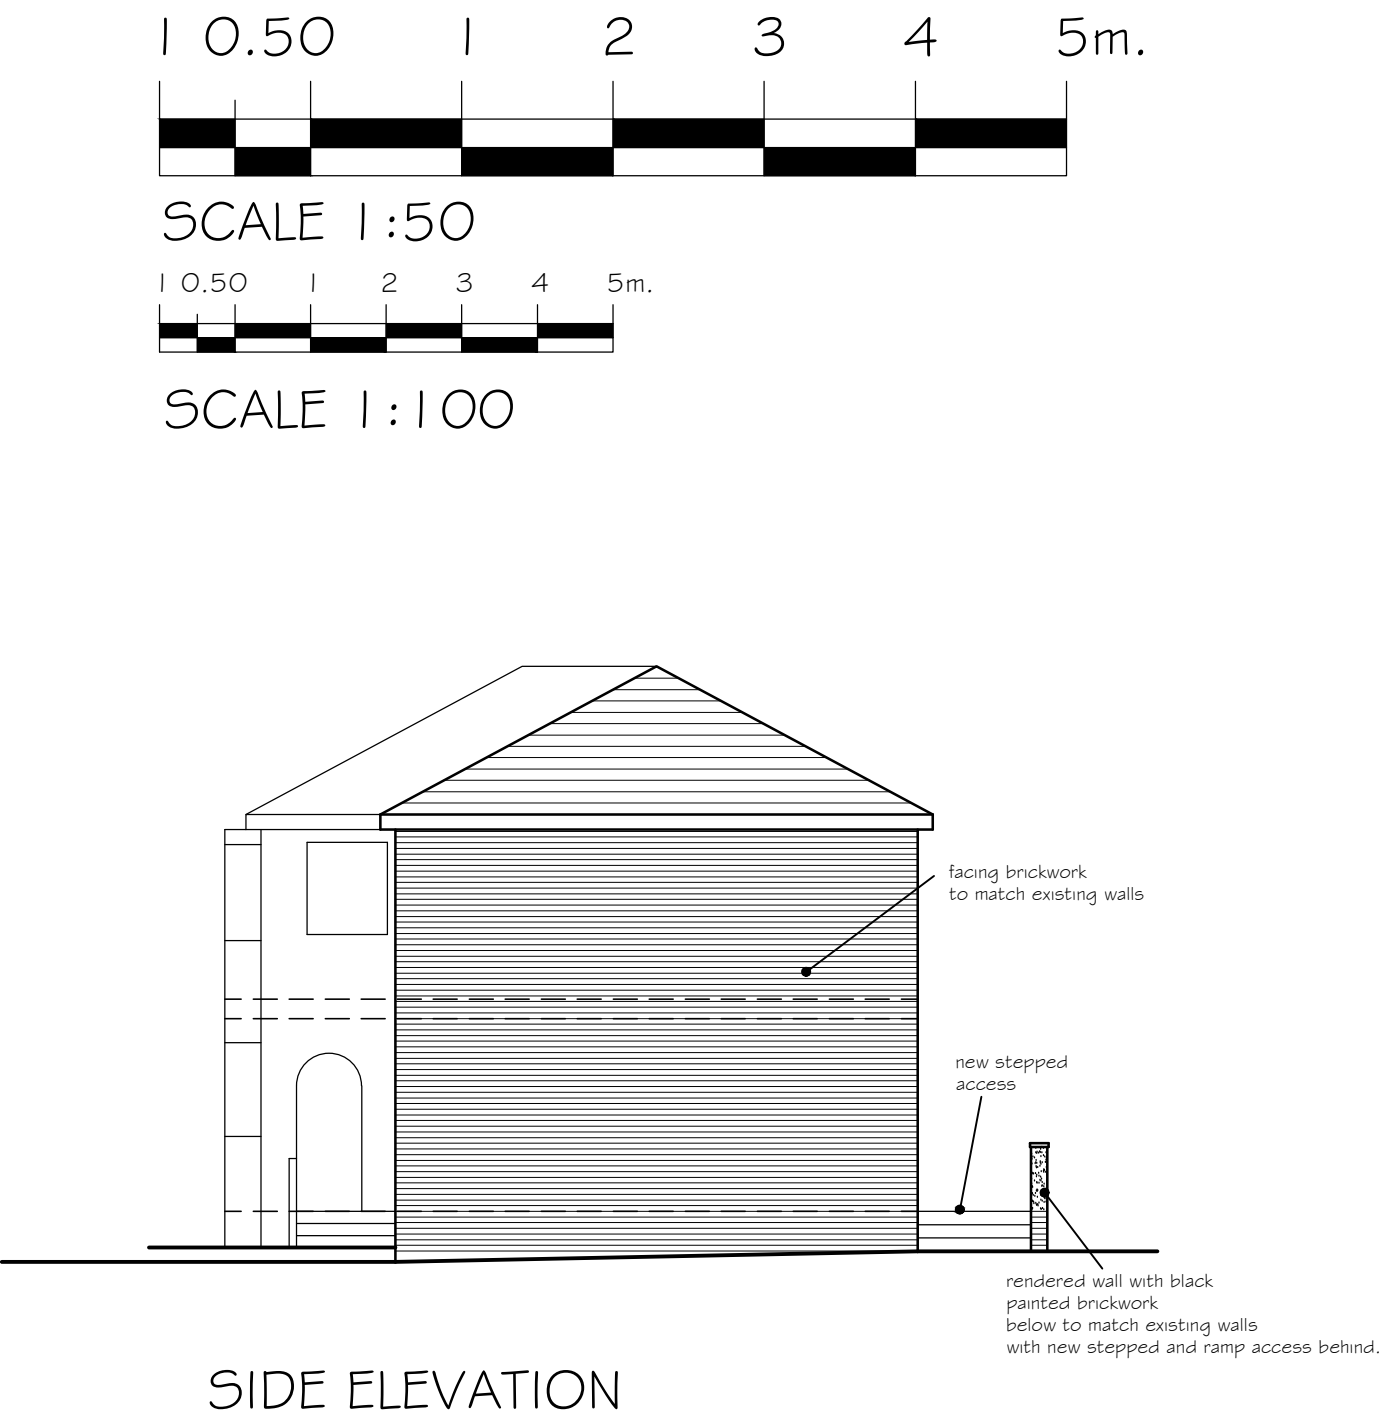 1 0.50 1 2 3 4 5m.
SCALE 1:50
1 0.50 1 2 3 4 5m.
SCALE 1:100
facing brickwork
to match existing walls
new stepped
access
rendered wall with black
painted brickwork
below to match existing walls
with new stepped and ramp access behind.
SIDE ELEVATION